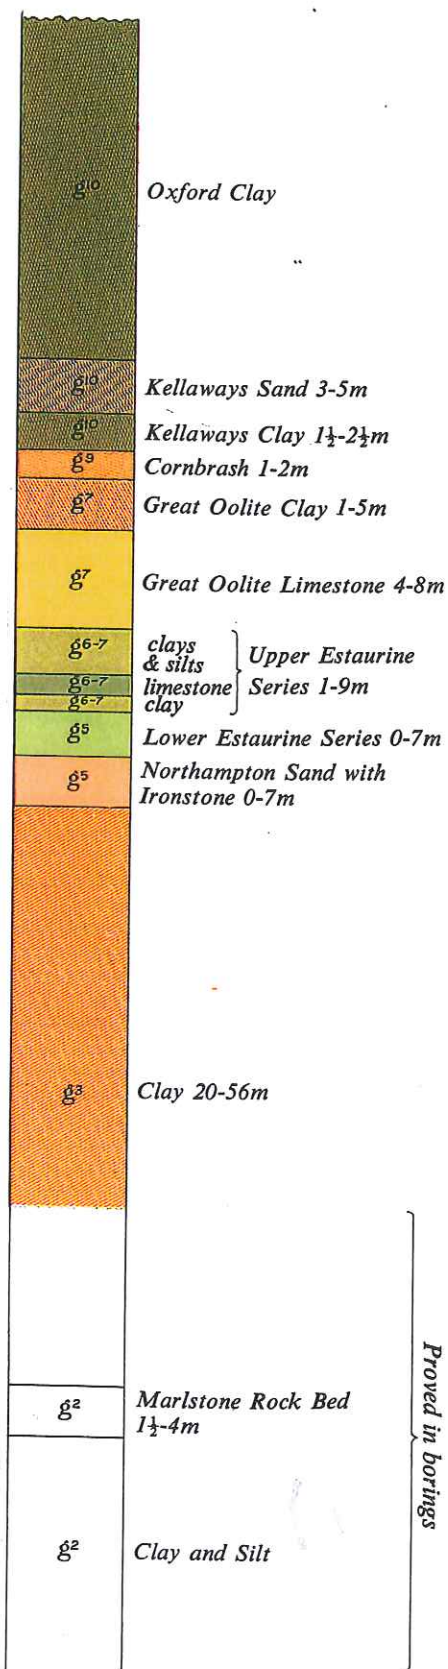 g¹⁰ Oxford Clay
g¹⁰ Kellaways Sand 3-5m
g¹⁰ Kellaways Clay 1½-2½m
g⁹ Cornbrash 1-2m
g⁷ Great Oolite Clay 1-5m
g⁷ Great Oolite Limestone 4-8m
g⁶⁻⁷ clays
& silts
g⁶⁻⁷ limestone
g⁶⁻⁷ clay
Upper Estaurine
Series 1-9m
g⁵ Lower Estaurine Series 0-7m
g⁵ Northampton Sand with
Ironstone 0-7m
g³ Clay 20-56m
g² Marlstone Rock Bed
1½-4m
g² Clay and Silt
Proved in borings